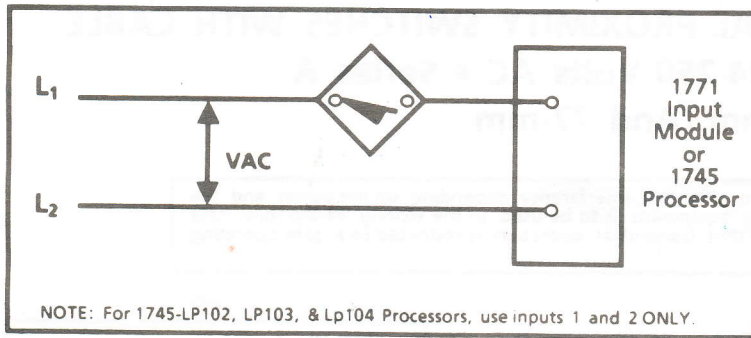 L1
VAC
L2
1771
Input
Module
or
1745
Processor
NOTE: For 1745-LP102, LP103, & Lp104 Processors, use inputs 1 and 2 ONLY.